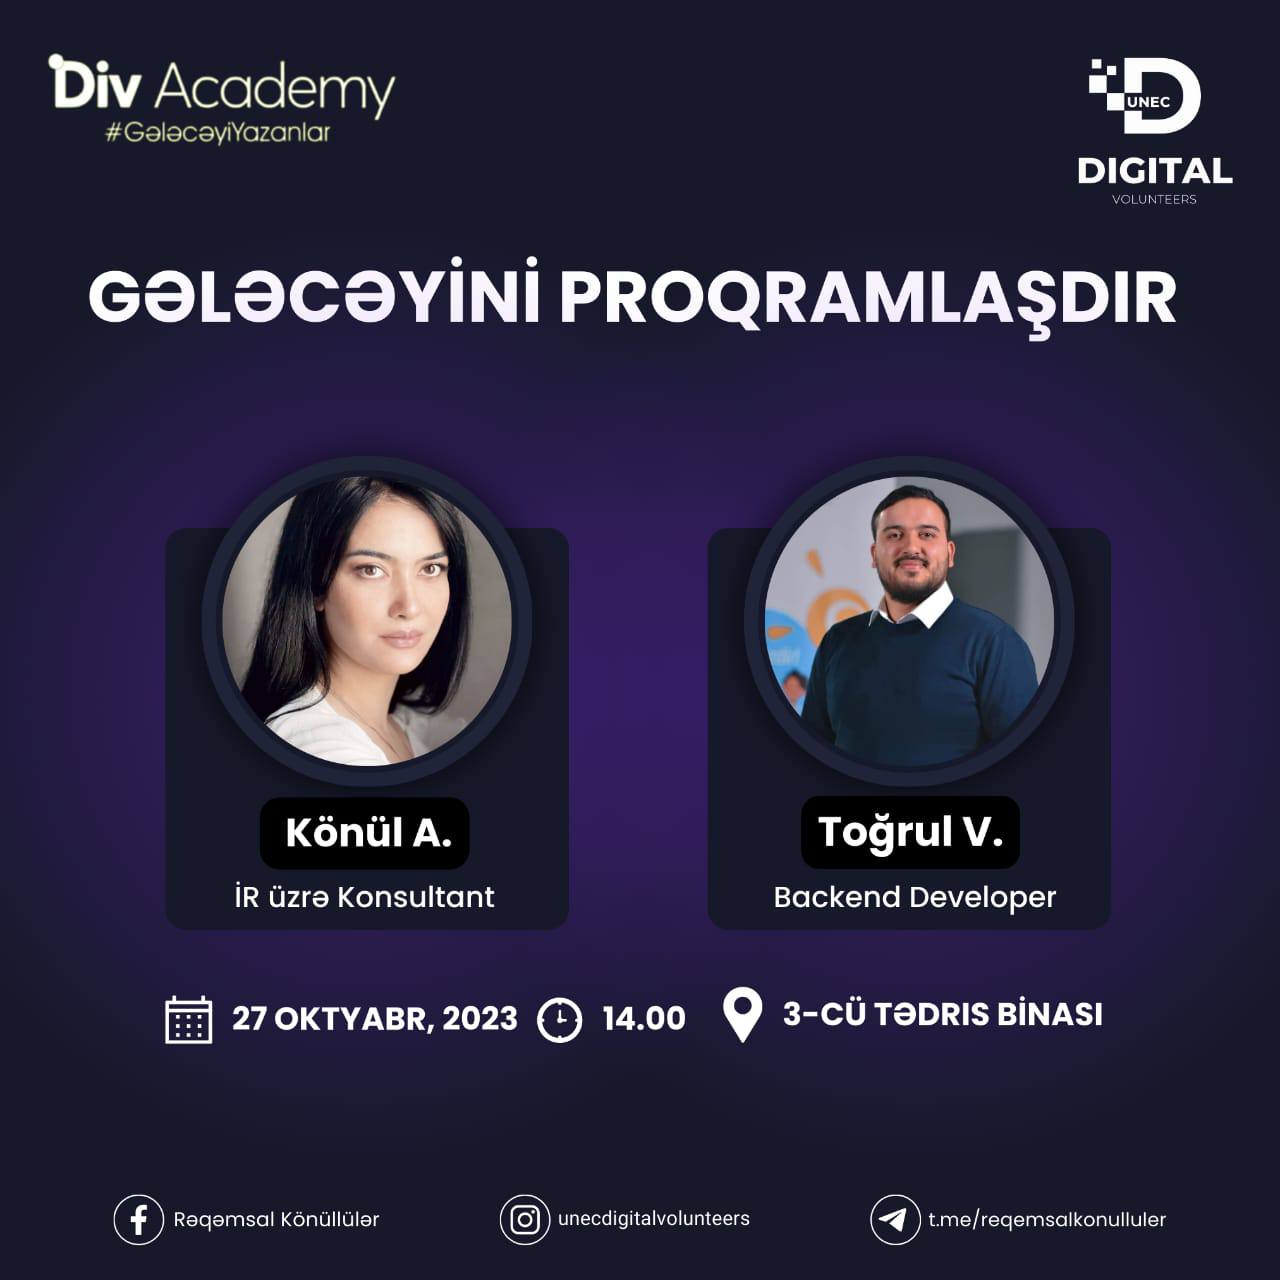 Div Academy
#GələcəyiYazanlar
UNEC
DIGITAL
VOLUNTEERS
GƏLƏCƏYİNİ PROQRAMLAŞDIR
Könül A.
İR üzrə Konsultant
Toğrul V.
Backend Developer
27 OKTYABR, 2023
14.00
3-CÜ TƏDRIS BİNASI
Rəqəmsal Könüllülər
unecdigitalvolunteers
t.me/reqemsalkonulluler